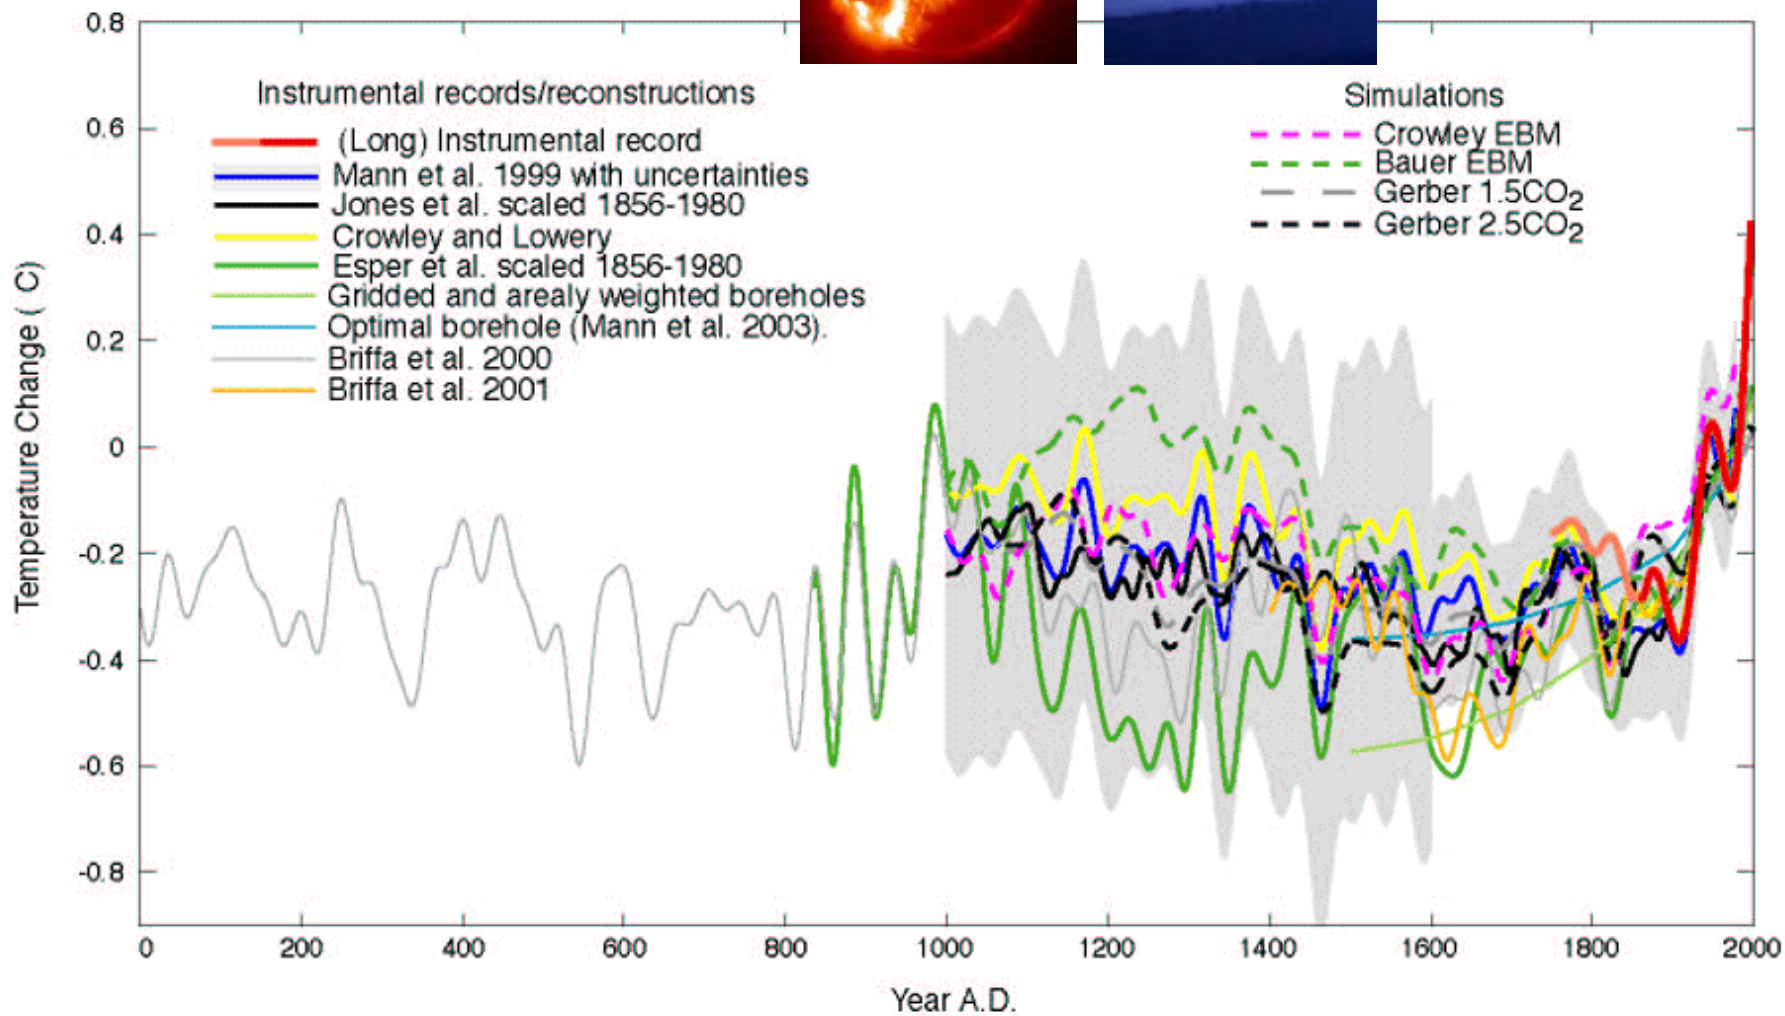 0.8
0.6
0.4
0.2
0
-0.2
-0.4
-0.6
-0.8
Temperature Change ( C)
Instrumental records/reconstructions
(Long) Instrumental record
Mann et al. 1999 with uncertainties
Jones et al. scaled 1856-1980
Crowley and Lowery
Esper et al. scaled 1856-1980
Gridded and arealy weighted boreholes
Optimal borehole (Mann et al. 2003).
Briffa et al. 2000
Briffa et al. 2001
Simulations
Crowley EBM
Bauer EBM
Gerber 1.5CO₂
Gerber 2.5CO₂
0 200 400 600 800 1000 1200 1400 1600 1800 2000
Year A.D.